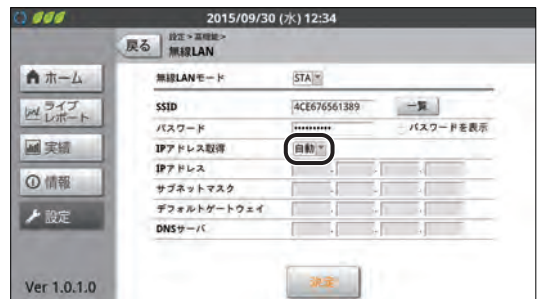 2015/09/30 (水) 12:34
戻る
設定 > 高機能 >
無線LAN
ホーム
ライブ
レポート
実績
情報
設定
Ver 1.0.1.0
無線LANモード STA
SSID 4CE676561389 一覧
パスワード •••••••••• パスワードを表示
IPアドレス取得 自動
IPアドレス . . .
サブネットマスク . . .
デフォルトゲートウェイ . . .
DNSサーバ . . .
決定